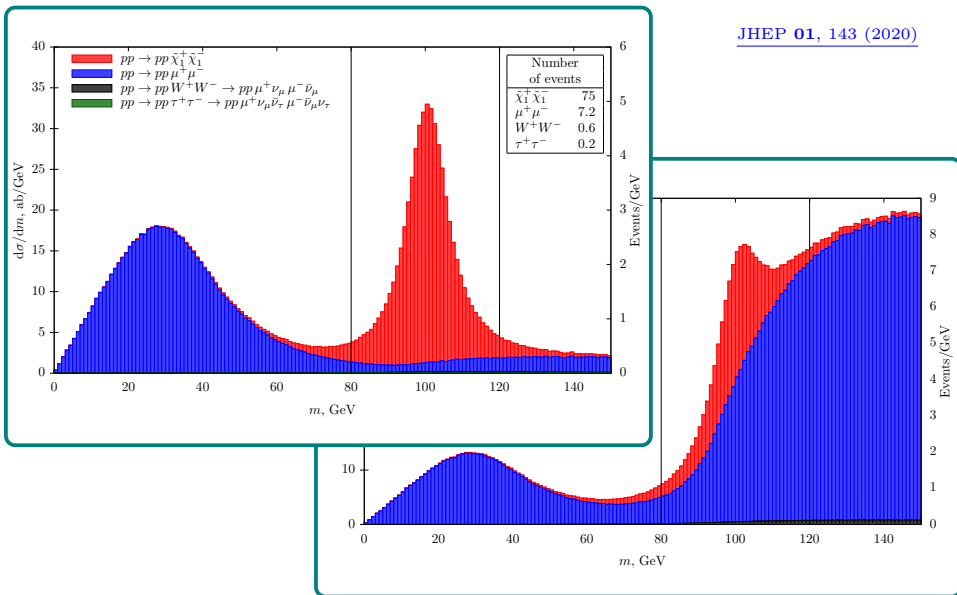 JHEP 01, 143 (2020)
pp → pp χ̃₁⁺χ̃₁⁻
pp → pp μ⁺μ⁻
pp → pp W⁺W⁻ → pp μ⁺ν_μ μ⁻ν̄_μ
pp → pp τ⁺τ⁻ → pp μ⁺ν_μν̄_τ μ⁻ν̄_μν_τ
Number
of events
χ̃₁⁺χ̃₁⁻ 75
μ⁺μ⁻ 7.2
W⁺W⁻ 0.6
τ⁺τ⁻ 0.2
dσ/dm, ab/GeV
40
35
30
25
20
15
10
5
0
Events/GeV
6
5
4
3
2
1
0
0 20 40 60 80 100 120 140
m, GeV
10
0
Events/GeV
9
8
7
6
5
4
3
2
1
0
0 20 40 60 80 100 120 140
m, GeV